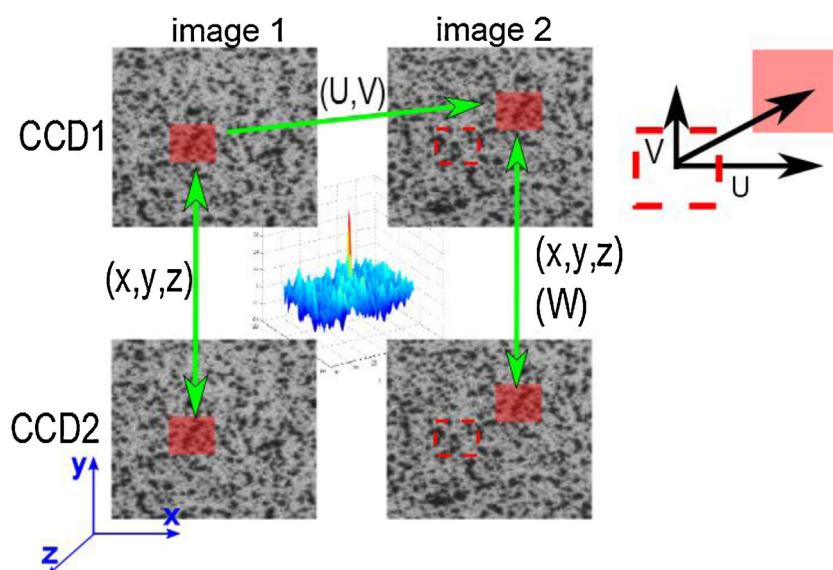 image 1
image 2
(U,V)
CCD1
V
U
(x,y,z)
(x,y,z)
(W)
CCD2
y
x
z